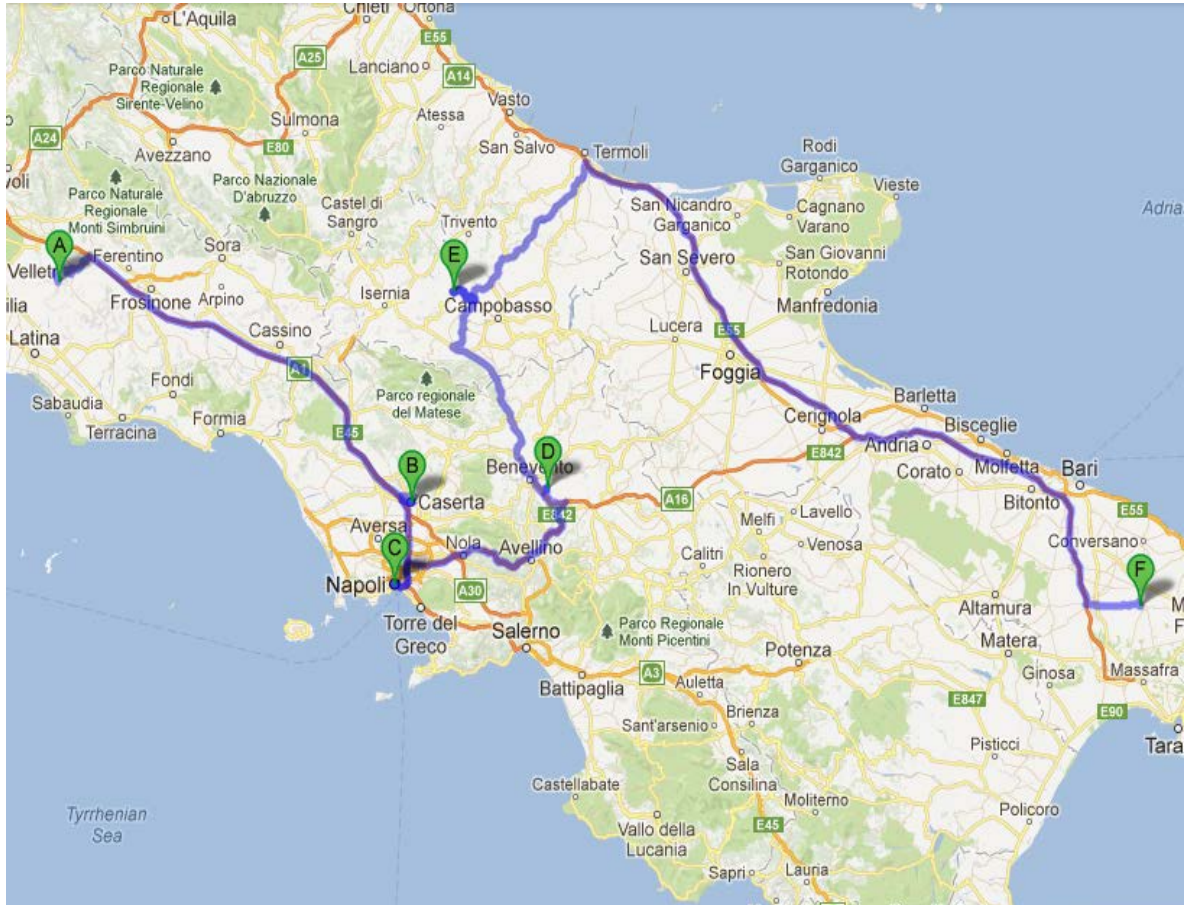 L'Aquila
Chieti
Ortona
E55
A25
Lanciano
A14
Parco Naturale
Regionale
Sirente-Velino
Vasto
Atessa
Sulmona
San Salvo
A24
Avezzano
E80
Termoli
Rodi
Garganico
voli
Parco Naturale
Regionale
Monti Simbruini
Parco Nazionale
D'abruzzo
Castel di
Sangro
Trivento
San Nicandro
Garganico
Cagnano
Varano
Vieste
Adria
A
Velletri
Ferentino
Sora
E
San Severo
San Giovanni
Rotondo
Frosinone
Arpino
Isernia
Campobasso
Manfredonia
ilia
Latina
Cassino
Lucera
E55
A1
Foggia
Fondi
Parco regionale
del Matese
Sabaudia
Formia
Terracina
E45
Cerignola
Barletta
Bisceglie
Andria
E842
Molfetta
Bari
Corato
Bitonto
B
Benevento
D
Caserta
A16
E842
Lavello
E55
Aversa
Melfi
Venosa
Conversano
Nola
Avellino
C
Calitri
Rionero
In Vulture
F
Napoli
A30
Altamura
M
F
Torre del
Greco
Salerno
Parco Regionale
Monti Picentini
Matera
Potenza
Ginosa
Massafra
Battipaglia
A3
Auletta
E847
E90
Brienza
Sant'arsenio
Tara
Pisticci
Sala
Consilina
Castellabate
Moliterno
Policoro
Tyrrhenian
Sea
Vallo della
Lucania
E45
Sapri
Lauria